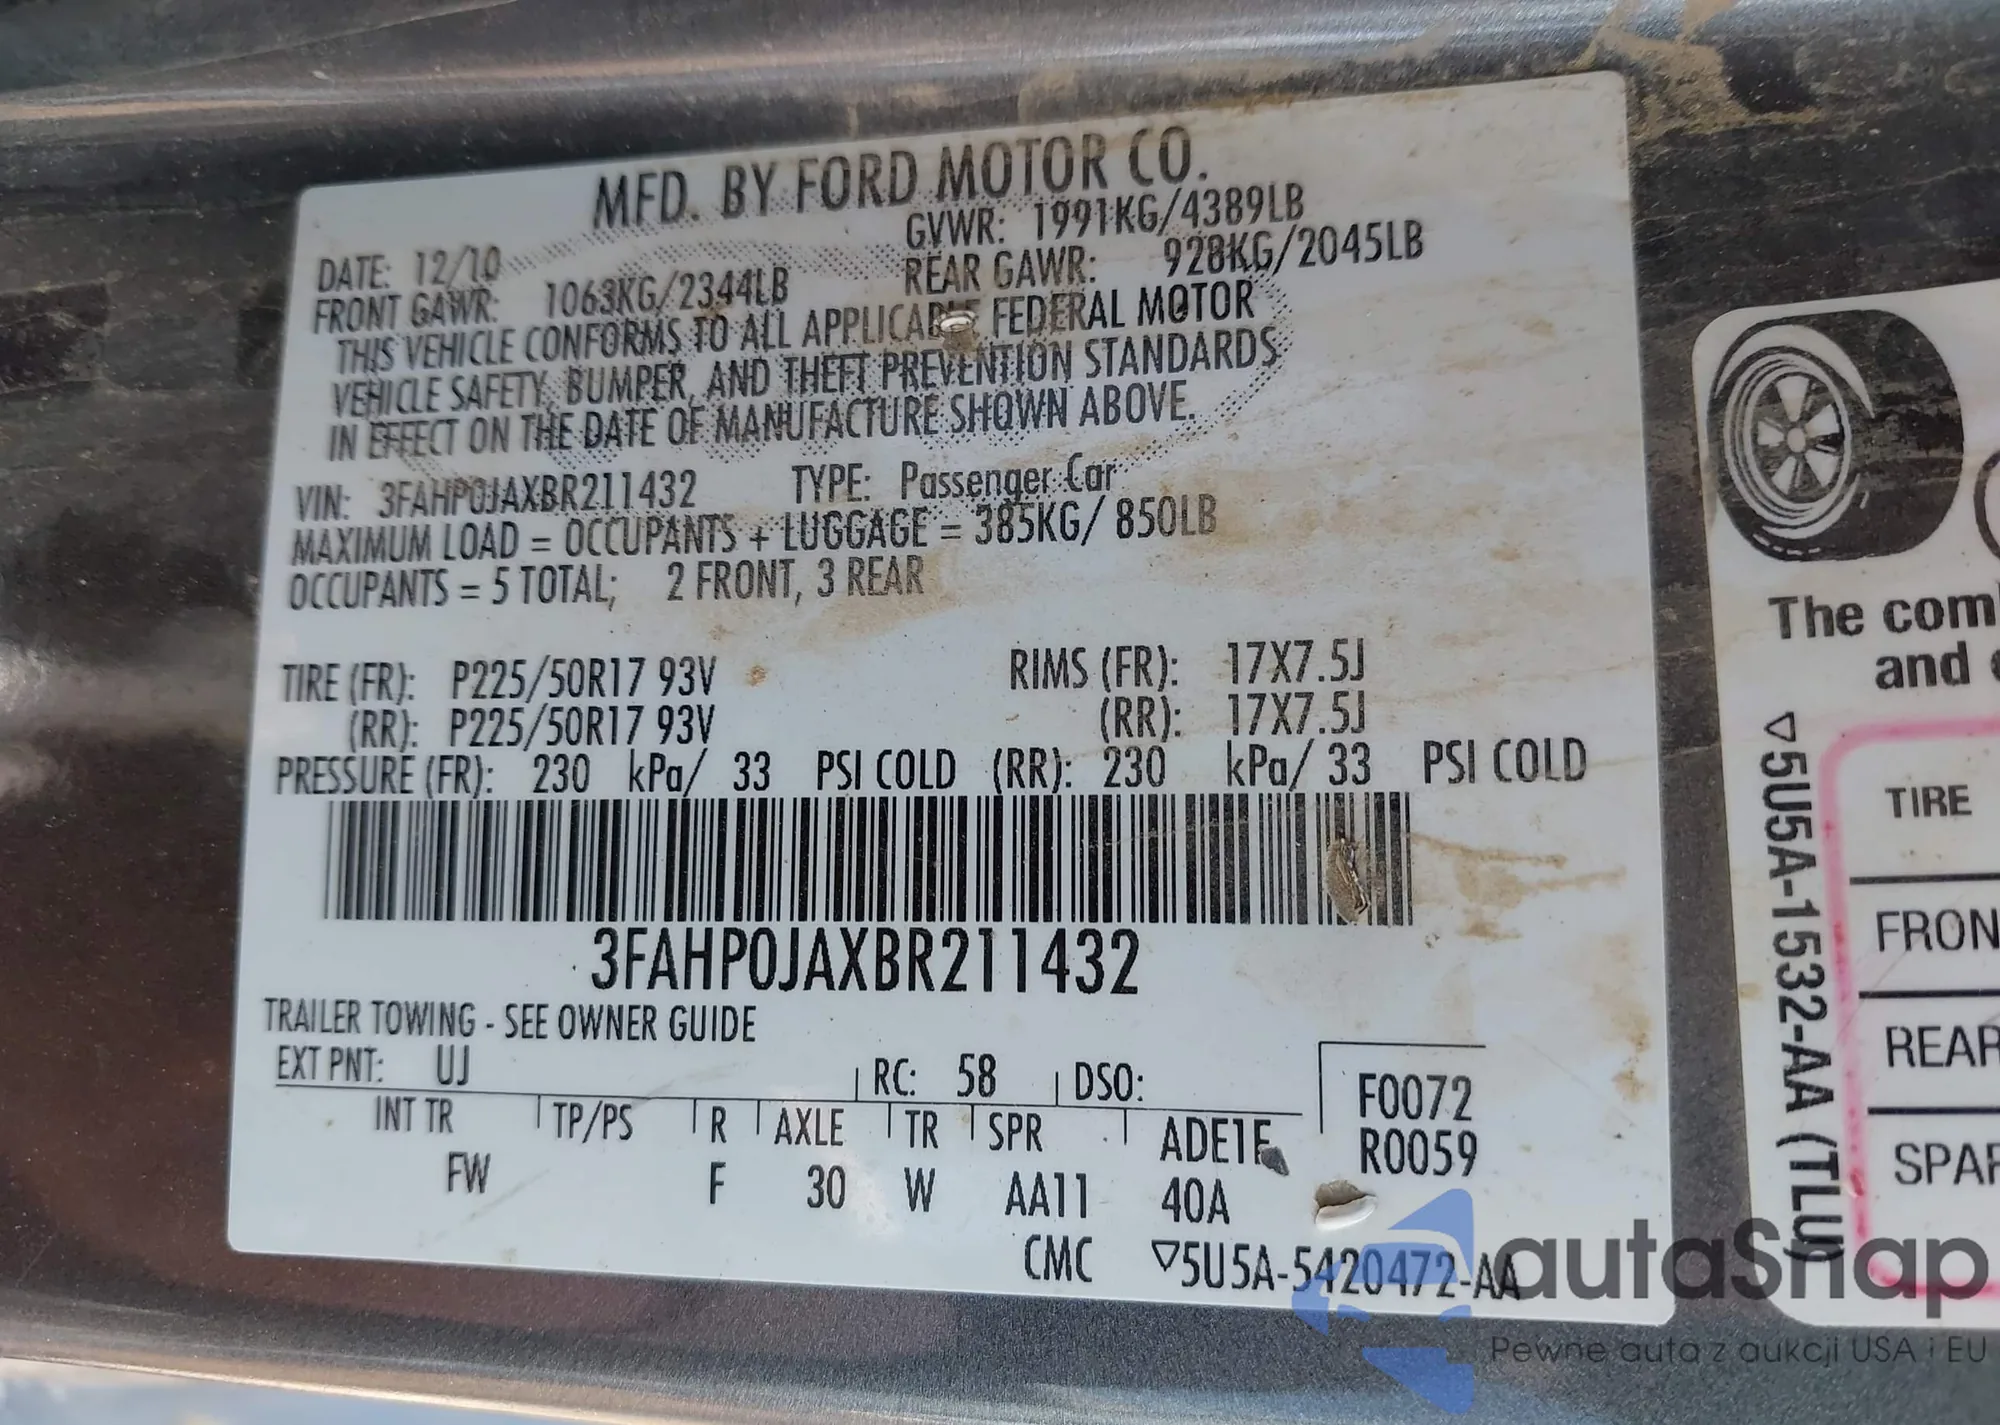 MFD. BY FORD MOTOR CO.
DATE: 12/10 GVWR: 1991KG/4389LB
FRONT GAWR: 1063KG/2344LB REAR GAWR: 928KG/2045LB
THIS VEHICLE CONFORMS TO ALL APPLICABLE FEDERAL MOTOR
VEHICLE SAFETY, BUMPER, AND THEFT PREVENTION STANDARDS
IN EFFECT ON THE DATE OF MANUFACTURE SHOWN ABOVE.
VIN: 3FAHP0JAXBR211432 TYPE: Passenger Car
MAXIMUM LOAD = OCCUPANTS + LUGGAGE = 385KG/ 850LB
OCCUPANTS = 5 TOTAL; 2 FRONT, 3 REAR
TIRE (FR): P225/50R17 93V RIMS (FR): 17X7.5J
(RR): P225/50R17 93V (RR): 17X7.5J
PRESSURE (FR): 230 kPa/ 33 PSI COLD (RR): 230 kPa/ 33 PSI COLD
3FAHP0JAXBR211432
TRAILER TOWING - SEE OWNER GUIDE
EXT PNT: UJ RC: 58 DSO:
F0072
INT TR TP/PS R AXLE TR SPR ADE1F
R0059
FW F 30 W AA11 40A
CMC ▽5U5A-5420472-AA
The com
and
▽5U5A-1532-AA (TLU)
TIRE
FRON
REAR
SPAR
autaSnap
Pewne auta z aukcji USA i EU